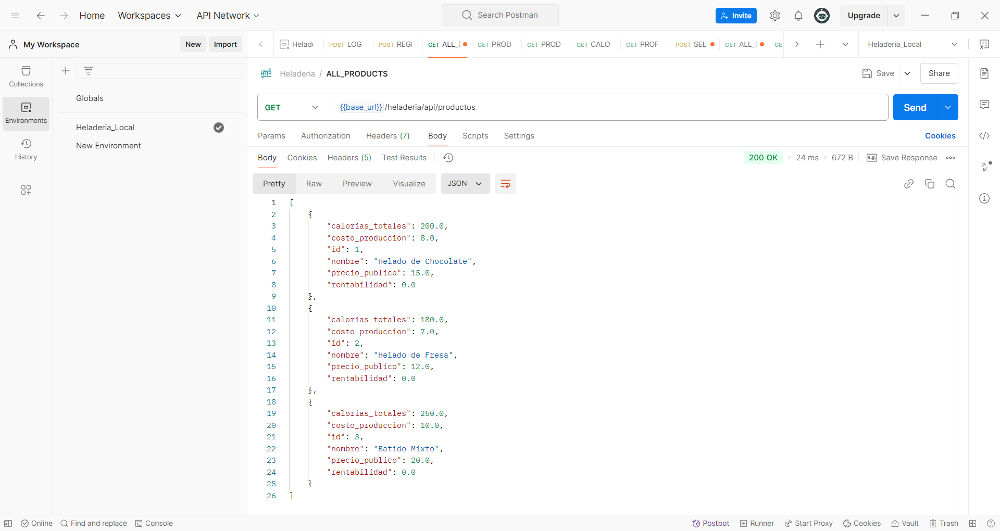 Home Workspaces API Network Search Postman Invite Upgrade
My Workspace New Import
Helade POST LOG POST REGI GET ALL_ GET PROD GET PROD GET CALO GET PROF POST SEL GET ALL_ GET Heladeria_Local
Collections
Environments
History
Globals
Heladeria_Local
New Environment
HTTP Heladeria / ALL_PRODUCTS Save Share
GET {{base_url}} /heladeria/api/productos Send
Params Authorization Headers (7) Body Scripts Settings Cookies
Body Cookies Headers (5) Test Results 200 OK 24 ms 672 B e.g. Save Response
Pretty Raw Preview Visualize JSON
1 [
2 {
3 "calorias_totales": 200.0,
4 "costo_produccion": 8.0,
5 "id": 1,
6 "nombre": "Helado de Chocolate",
7 "precio_publico": 15.0,
8 "rentabilidad": 0.0
9 },
10 {
11 "calorias_totales": 180.0,
12 "costo_produccion": 7.0,
13 "id": 2,
14 "nombre": "Helado de Fresa",
15 "precio_publico": 12.0,
16 "rentabilidad": 0.0
17 },
18 {
19 "calorias_totales": 250.0,
20 "costo_produccion": 10.0,
21 "id": 3,
22 "nombre": "Batido Mixto",
23 "precio_publico": 20.0,
24 "rentabilidad": 0.0
25 }
26 ]
Online Find and replace Console Postbot Runner Start Proxy Cookies Vault Trash